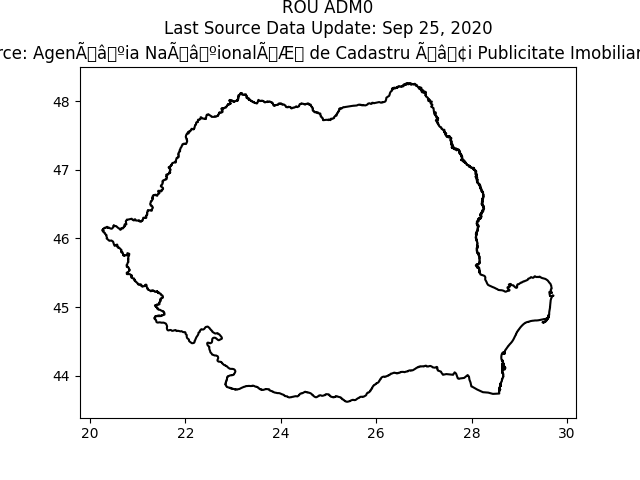 ROU ADM0
Last Source Data Update: Sep 25, 2020
rce: AgenÃ□â□ºia NaÃ□â□ºionalÃ□Æ□ de Cadastru Ã□â□¢i Publicitate Imobiliar
48
47
46
45
44
20 22 24 26 28 30